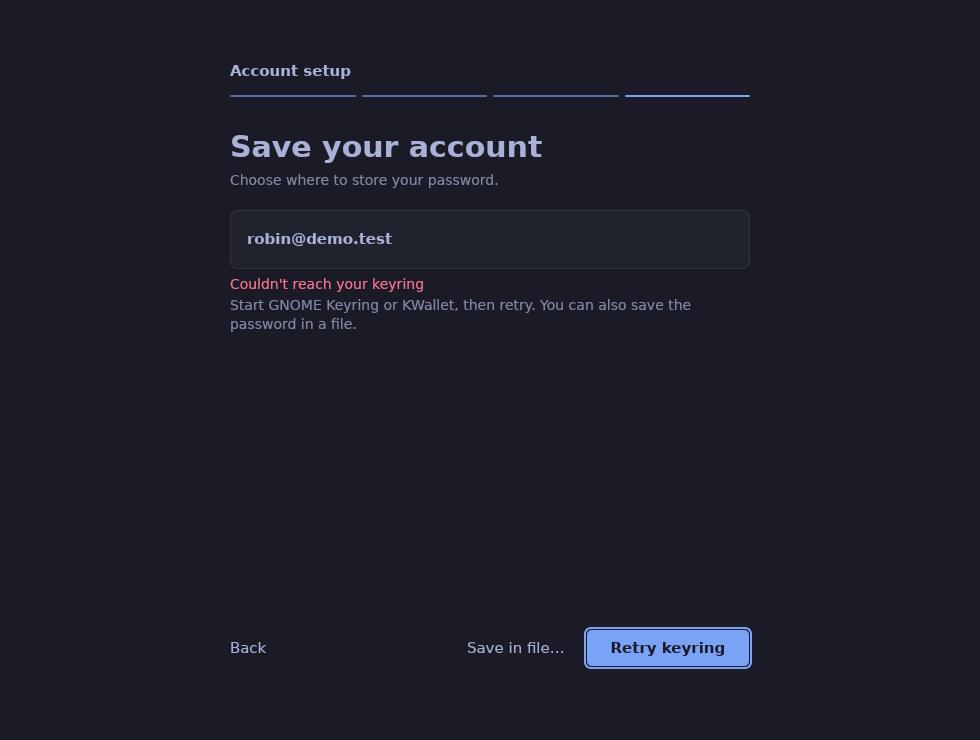 Account setup
Save your account
Choose where to store your password.
robin@demo.test
Couldn't reach your keyring
Start GNOME Keyring or KWallet, then retry. You can also save the
password in a file.
Back
Save in file…
Retry keyring